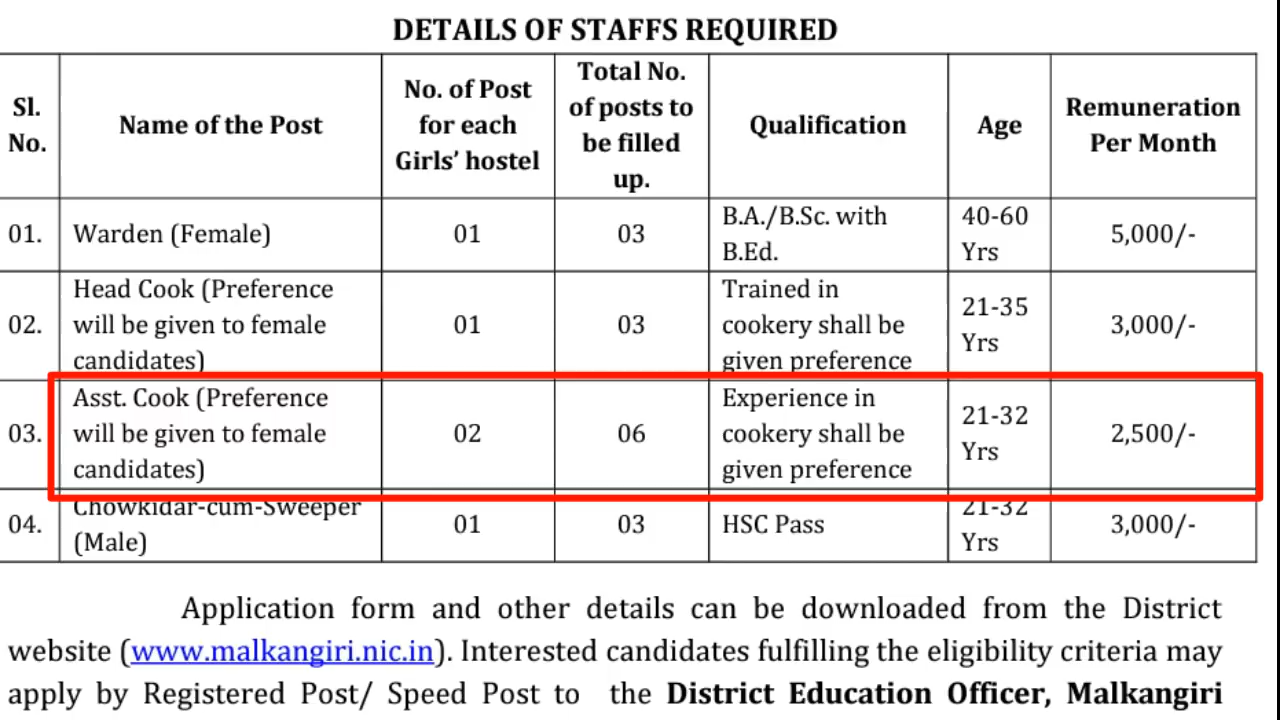 DETAILS OF STAFFS REQUIRED
Sl. No. Name of the Post No. of Post for each Girls’ hostel Total No. of posts to be filled up. Qualification Age Remuneration Per Month
01. Warden (Female) 01 03 B.A./B.Sc. with B.Ed. 40-60 Yrs 5,000/-
02. Head Cook (Preference will be given to female candidates) 01 03 Trained in cookery shall be given preference 21-35 Yrs 3,000/-
03. Asst. Cook (Preference will be given to female candidates) 02 06 Experience in cookery shall be given preference 21-32 Yrs 2,500/-
04. Chowkidar-cum-Sweeper (Male) 01 03 HSC Pass 21-32 Yrs 3,000/-
Application form and other details can be downloaded from the District
website (www.malkangiri.nic.in). Interested candidates fulfilling the eligibility criteria may
apply by Registered Post/ Speed Post to the District Education Officer, Malkangiri